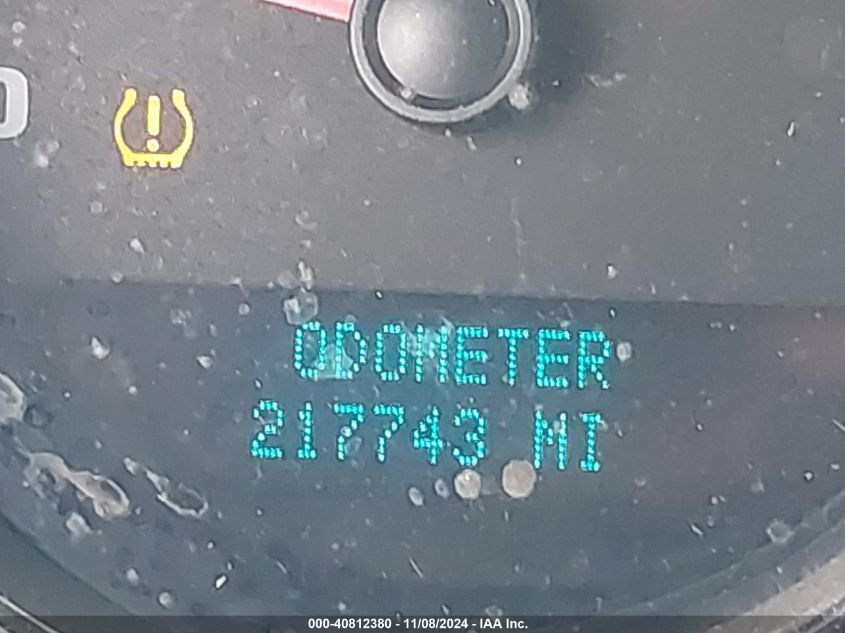 ODOMETER
217743 MI
000-40812380 - 11/08/2024 - IAA Inc.